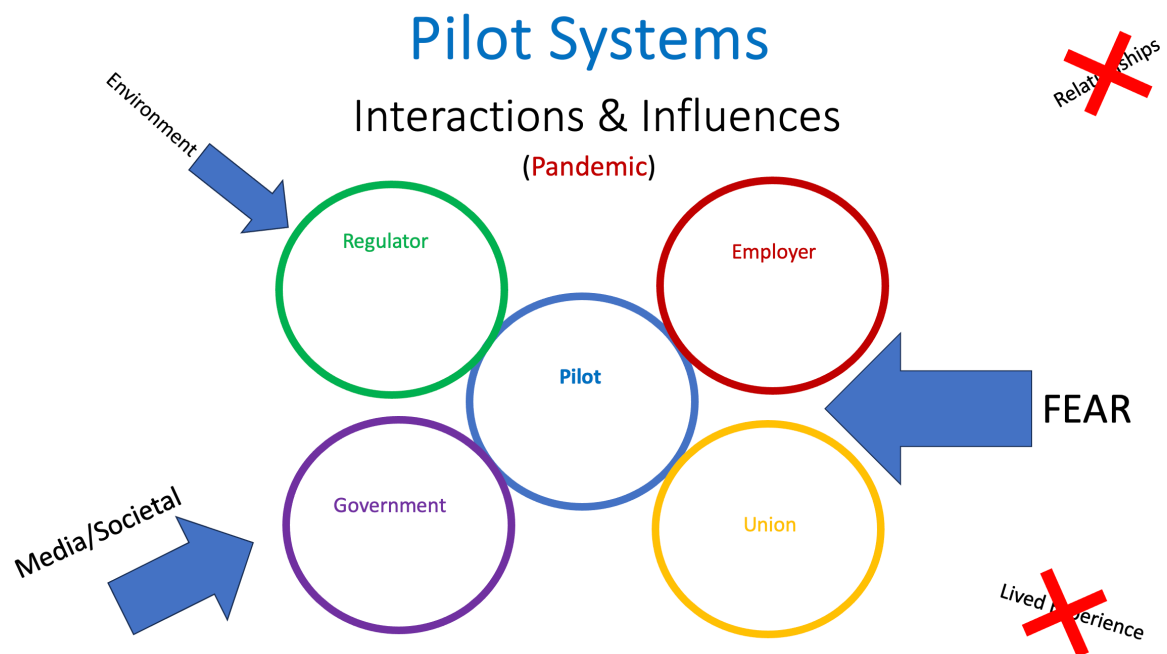 Pilot Systems
Interactions & Influences
(Pandemic)
Environment
Relationships
Regulator
Employer
Pilot
FEAR
Government
Union
Media/Societal
Lived Experience